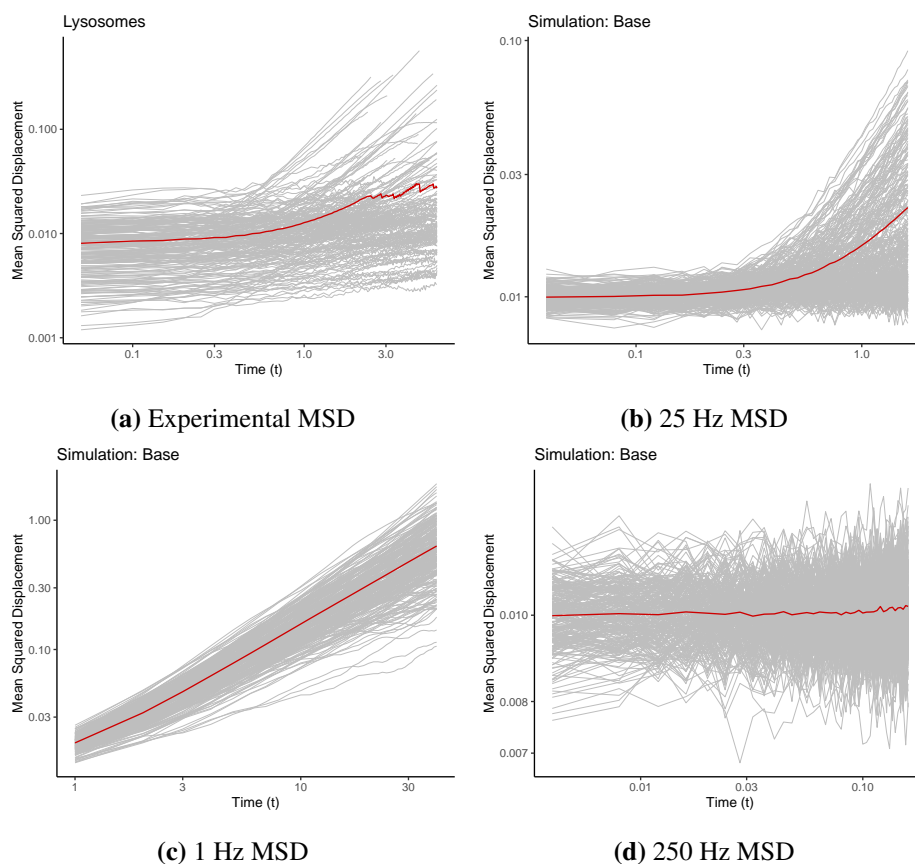 Lysosomes
Mean Squared Displacement
0.100
0.010
0.001
0.1 0.3 1.0 3.0
Time (t)
(a) Experimental MSD
Simulation: Base
Mean Squared Displacement
0.10
0.03
0.01
0.1 0.3 1.0
Time (t)
(b) 25 Hz MSD
Simulation: Base
Mean Squared Displacement
1.00
0.30
0.10
0.03
1 3 10 30
Time (t)
(c) 1 Hz MSD
Simulation: Base
Mean Squared Displacement
0.010
0.008
0.007
0.01 0.03 0.10
Time (t)
(d) 250 Hz MSD